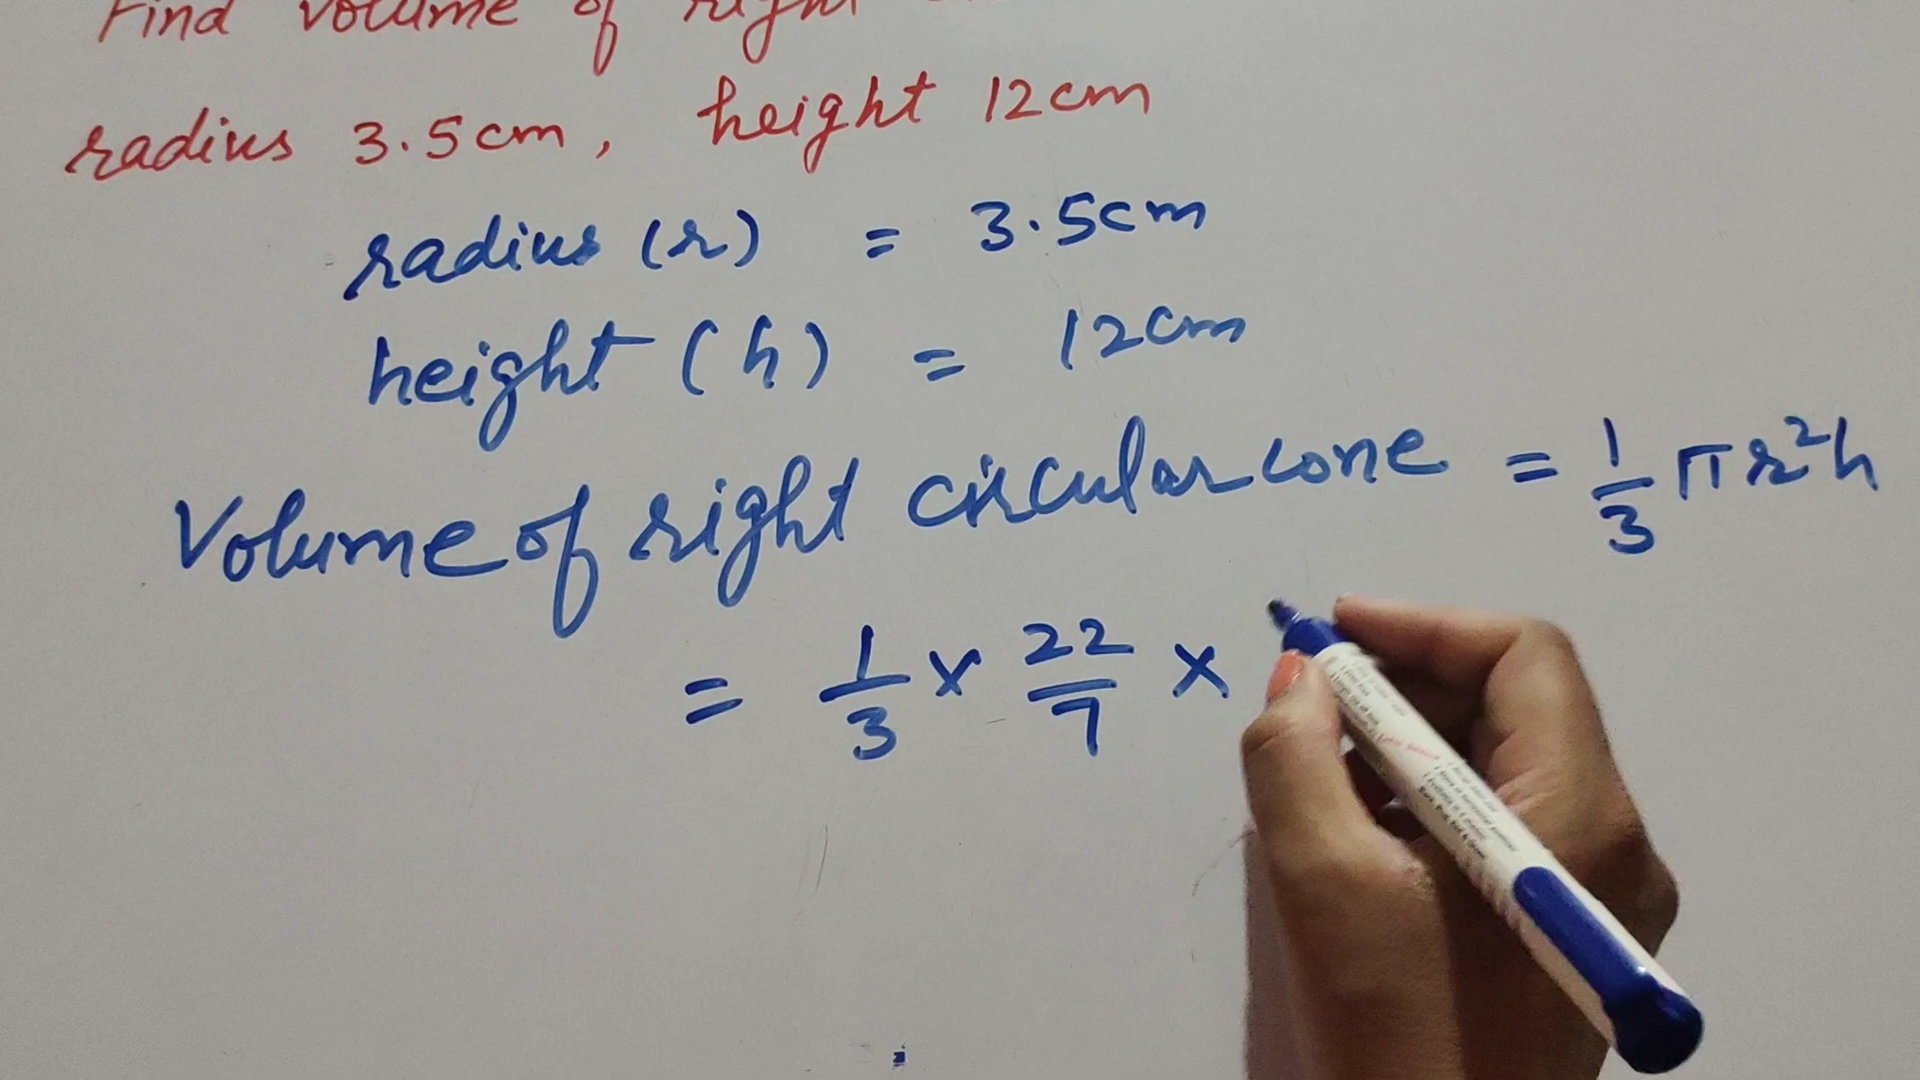 Find volume of right
radius 3.5cm, height 12cm
radius (r) = 3.5cm
height (h) = 12cm
Volume of right circular cone = 1/3 πr²h
= 1/3 × 22/7 ×